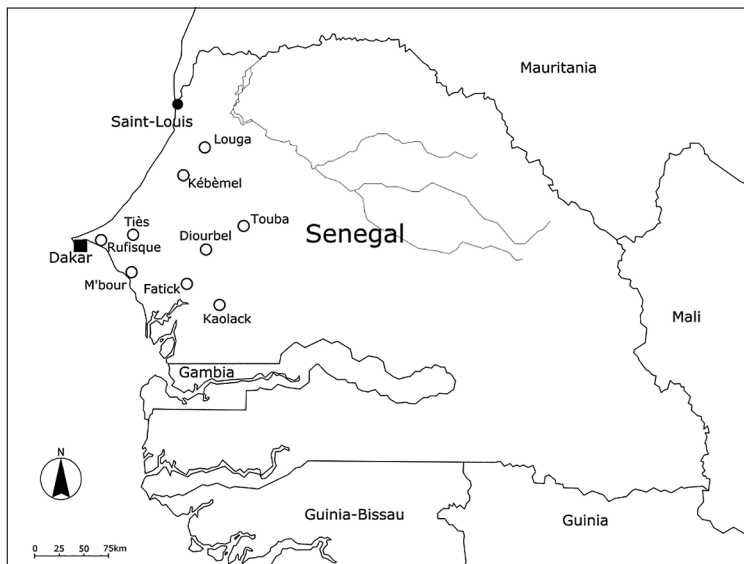 Mauritania
Saint-Louis
Louga
Kébèmel
Touba
Tiès
Senegal
Diourbel
Rufisque
Dakar
M'bour
Fatick
Kaolack
Mali
Gambia
N
Guinia-Bissau
Guinia
0 25 50 75km